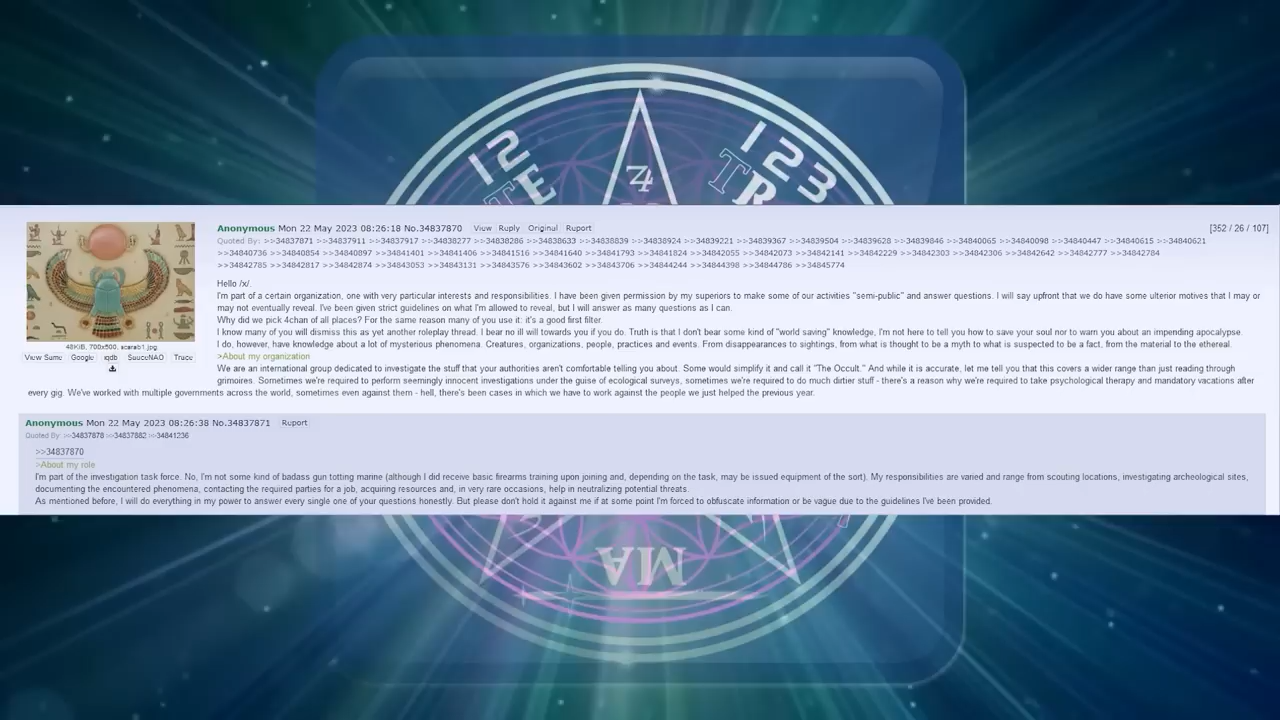 12
123
TE
TR
Anonymous Mon 22 May 2023 08:26:18 No.34837870 View Reply Original Report
[352 / 26 / 107]
Quoted By: >>34837871 >>34837911 >>34837917 >>34838277 >>34838286 >>34838633 >>34838839 >>34838924 >>34839221 >>34839367 >>34839504 >>34839628 >>34839846 >>34840065 >>34840098 >>34840447 >>34840615 >>34840621
>>34840736 >>34840854 >>34840897 >>34841401 >>34841406 >>34841516 >>34841640 >>34841793 >>34841824 >>34842055 >>34842073 >>34842141 >>34842229 >>34842303 >>34842306 >>34842642 >>34842777 >>34842784
>>34842785 >>34842817 >>34842874 >>34843053 >>34843131 >>34843576 >>34843602 >>34843706 >>34844244 >>34844398 >>34844786 >>34845774
Hello /x/.
I'm part of a certain organization, one with very particular interests and responsibilities. I have been given permission by my superiors to make some of our activities "semi-public" and answer questions. I will say upfront that we do have some ulterior motives that I may or
may not eventually reveal. I've been given strict guidelines on what I'm allowed to reveal, but I will answer as many questions as I can.
Why did we pick 4chan of all places? For the same reason many of you use it: it's a good first filter.
I know many of you will dismiss this as yet another roleplay thread. I bear no ill will towards you if you do. Truth is that I don't bear some kind of "world saving" knowledge, I'm not here to tell you how to save your soul nor to warn you about an impending apocalypse.
I do, however, have knowledge about a lot of mysterious phenomena. Creatures, organizations, people, practices and events. From disappearances to sightings, from what is thought to be a myth to what is suspected to be a fact, from the material to the ethereal.
>About my organization
We are an international group dedicated to investigate the stuff that your authorities aren't comfortable telling you about. Some would simplify it and call it "The Occult." And while it is accurate, let me tell you that this covers a wider range than just reading through
grimoires. Sometimes we're required to perform seemingly innocent investigations under the guise of ecological surveys, sometimes we're required to do much dirtier stuff - there's a reason why we're required to take psychological therapy and mandatory vacations after
every gig. We've worked with multiple governments across the world, sometimes even against them - hell, there's been cases in which we have to work against the people we just helped the previous year.
48KiB, 700x500, scarab1.jpg
View Same Google iqdb SauceNAO Trace
Anonymous Mon 22 May 2023 08:26:38 No.34837871 Report
Quoted By: >>34837878 >>34837882 >>34841236
>>34837870
>About my role
I'm part of the investigation task force. No, I'm not some kind of badass gun totting marine (although I did receive basic firearms training upon joining and, depending on the task, may be issued equipment of the sort). My responsibilities are varied and range from scouting locations, investigating archeological sites,
documenting the encountered phenomena, contacting the required parties for a job, acquiring resources and, in very rare occasions, help in neutralizing potential threats.
As mentioned before, I will do everything in my power to answer every single one of your questions honestly. But please don't hold it against me if at some point I'm forced to obfuscate information or be vague due to the guidelines I've been provided.
MA